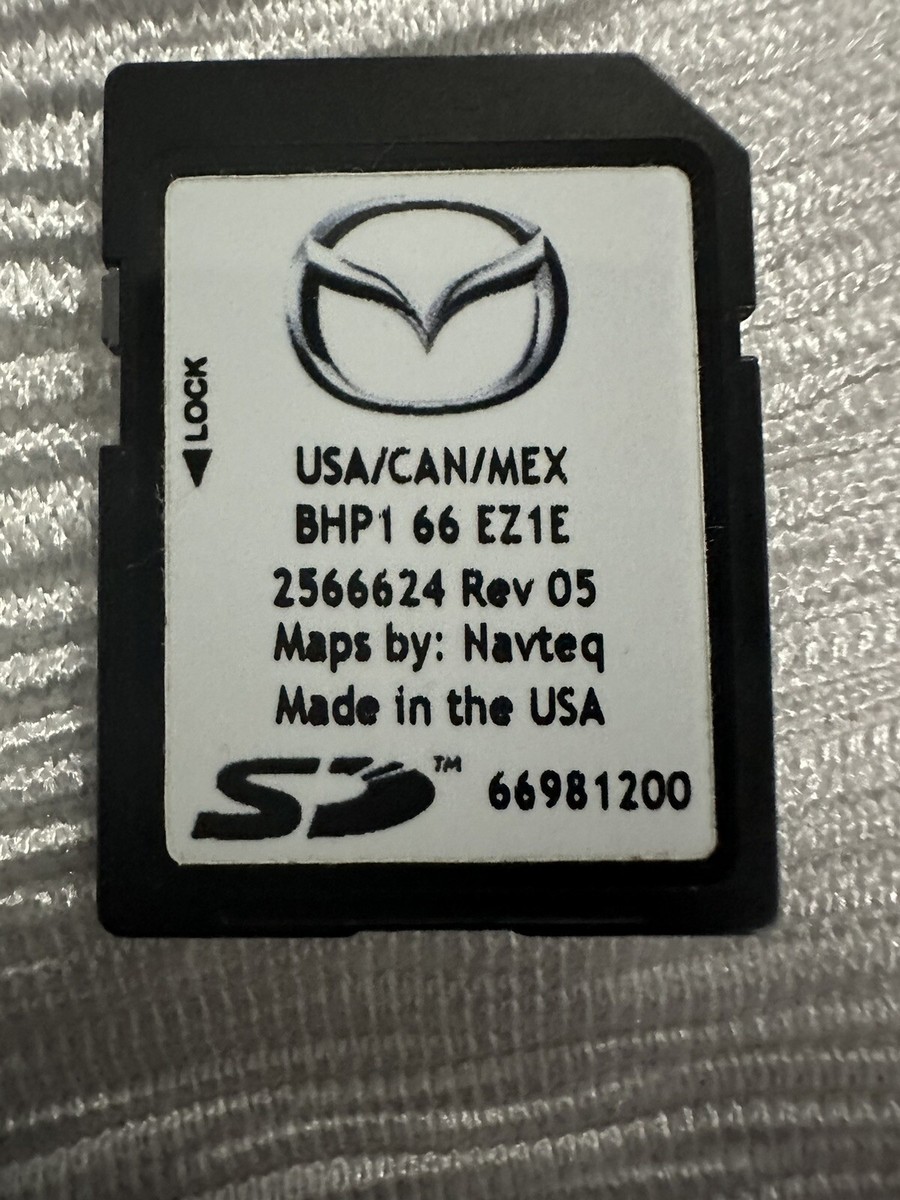 LOCK
USA/CAN/MEX
BHP1 66 EZ1E
2566624 Rev 05
Maps by: Navteq
Made in the USA
SD™ 66981200